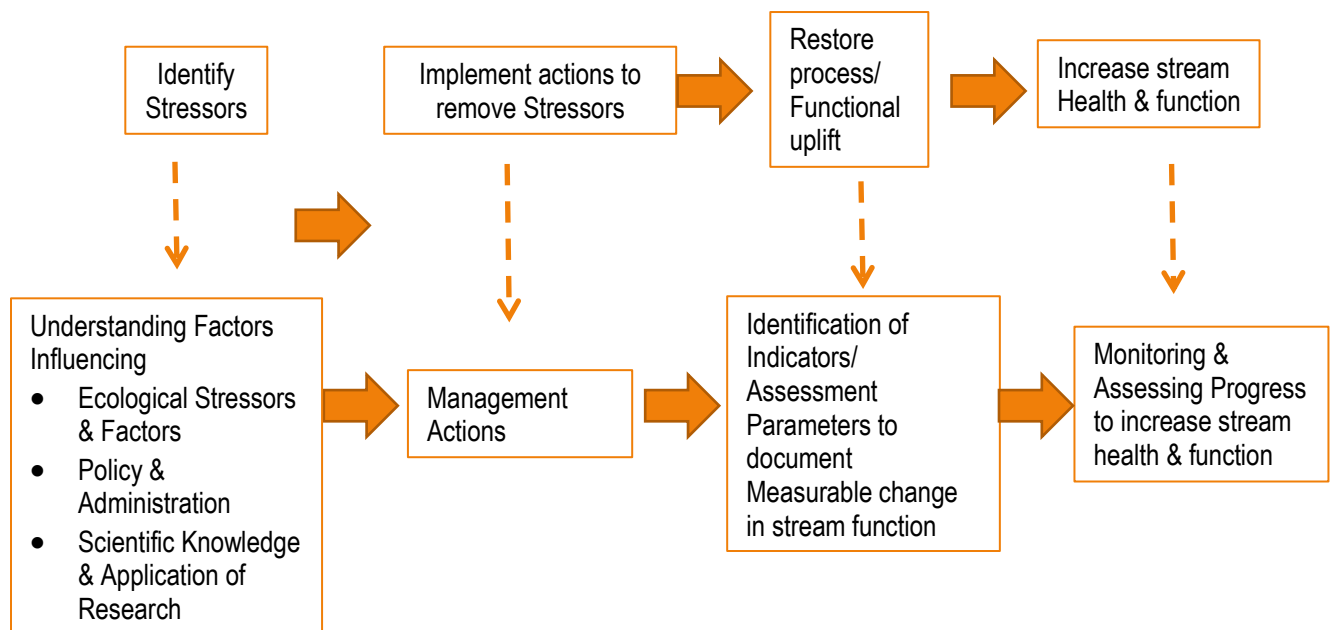 Identify
Stressors
Implement actions to
remove Stressors
Restore
process/
Functional
uplift
Increase stream
Health & function
Understanding Factors
Influencing
• Ecological Stressors
& Factors
• Policy &
Administration
• Scientific Knowledge
& Application of
Research
Management
Actions
Identification of
Indicators/
Assessment
Parameters to
document
Measurable change
in stream function
Monitoring &
Assessing Progress
to increase stream
health & function